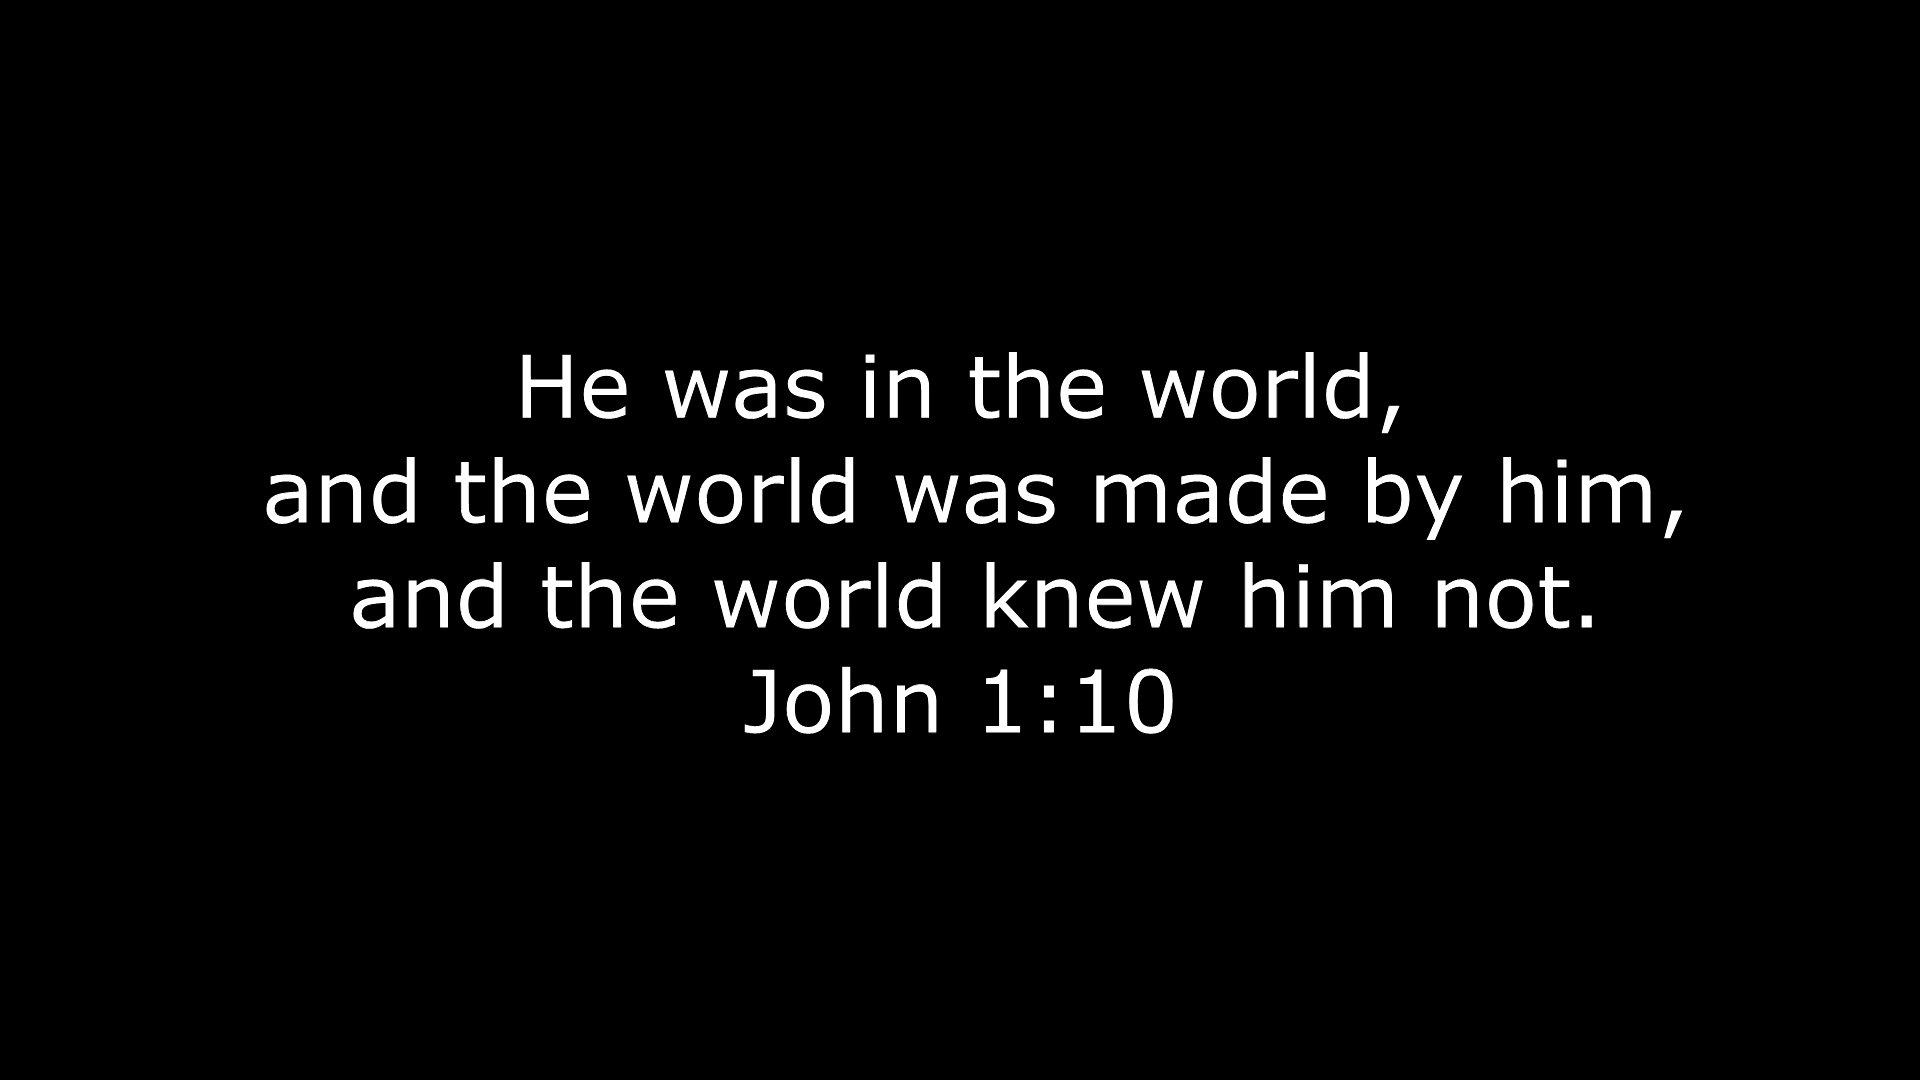 He was in the world,
and the world was made by him,
and the world knew him not.
John 1:10